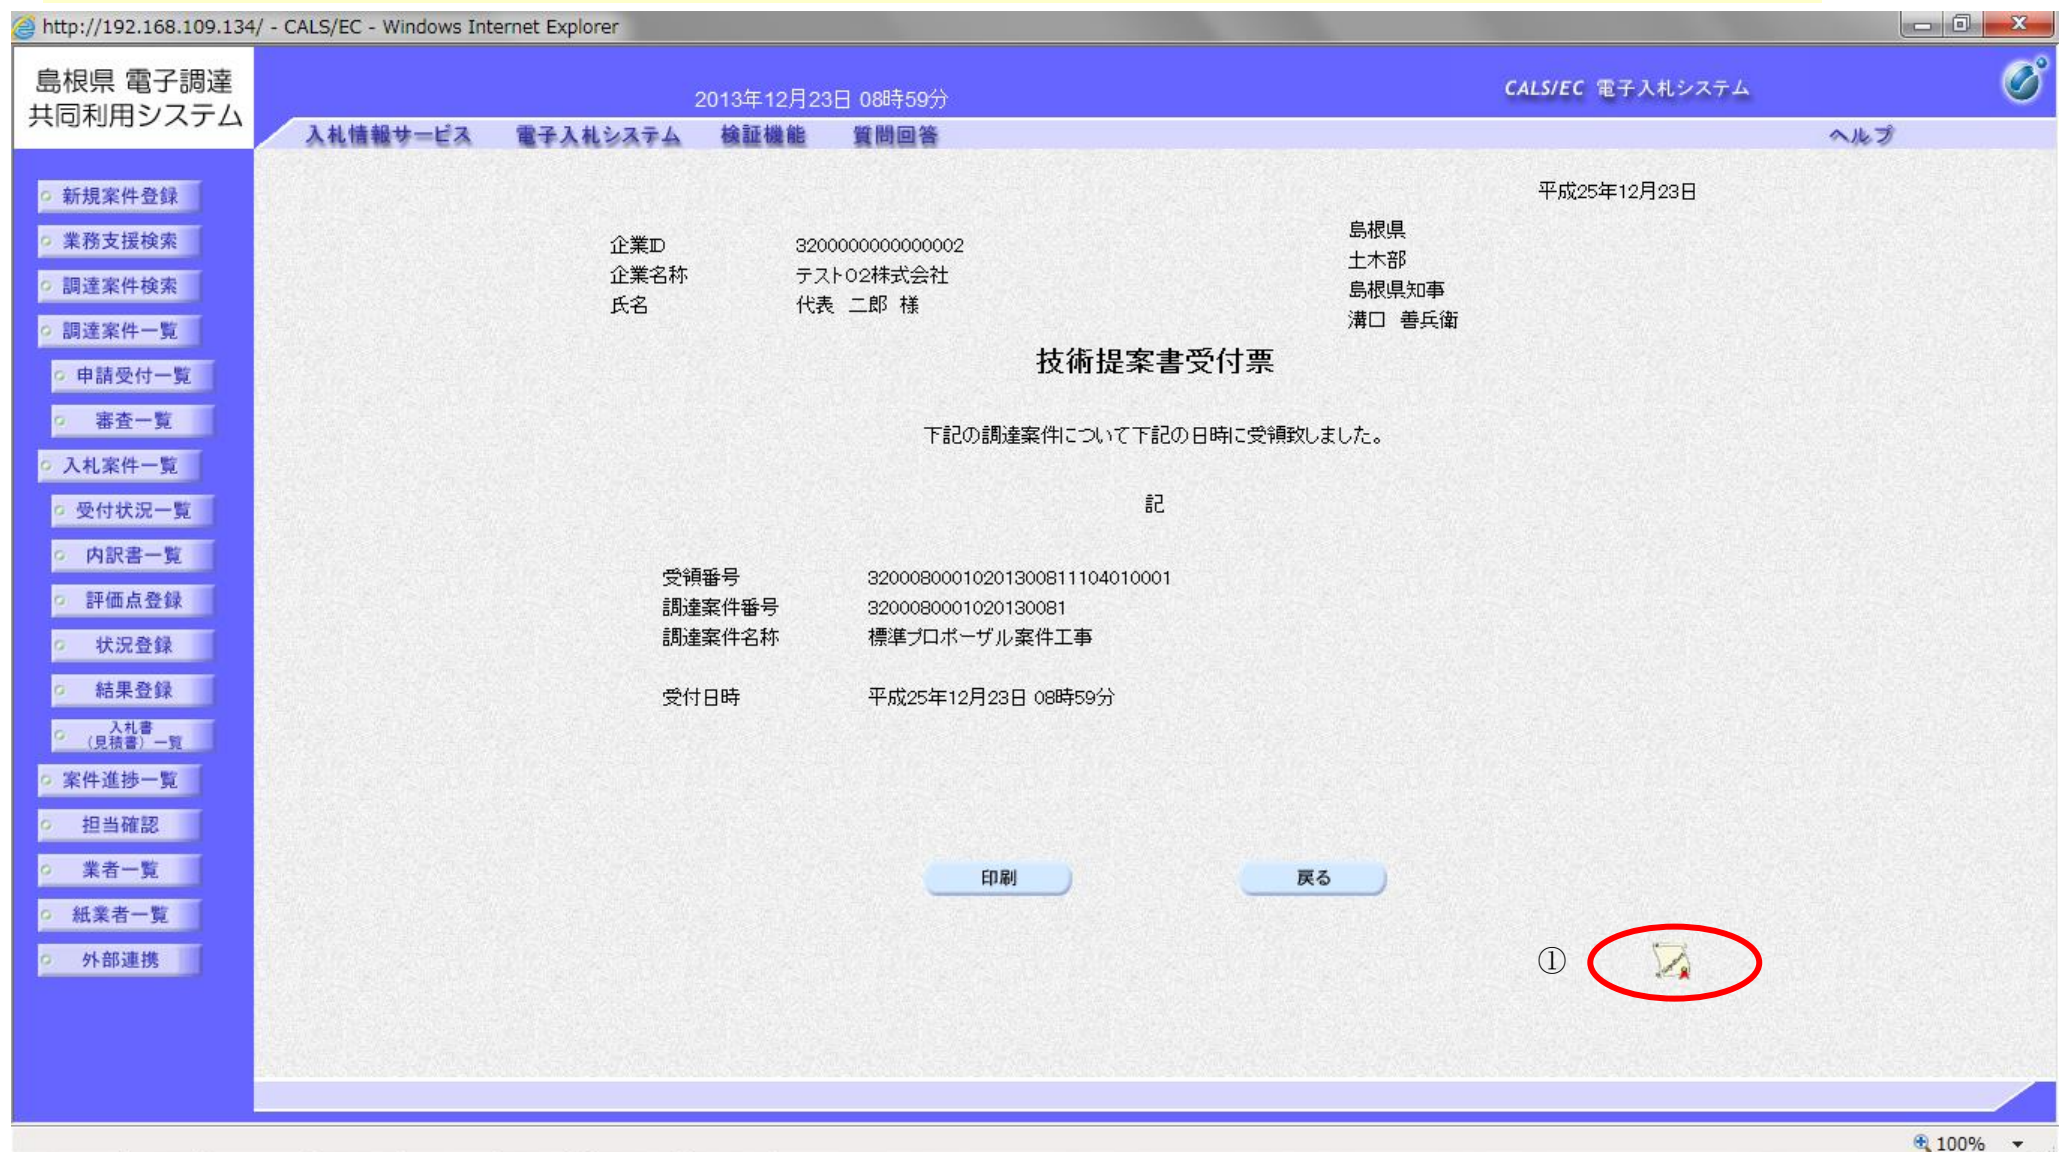 http://192.168.109.134/ - CALS/EC - Windows Internet Explorer
島根県 電子調達
共同利用システム
2013年12月23日 08時59分
CALS/EC 電子入札システム
入札情報サービス 電子入札システム 検証機能 質問回答 ヘルプ
新規案件登録
業務支援検索
調達案件検索
調達案件一覧
申請受付一覧
審査一覧
入札案件一覧
受付状況一覧
内訳書一覧
評価点登録
状況登録
結果登録
入札書
(見積書)一覧
案件進捗一覧
担当確認
業者一覧
紙業者一覧
外部連携
平成25年12月23日
島根県
土木部
島根県知事
溝口 善兵衛
企業ID 3200000000000002
企業名称 テスト02株式会社
氏名 代表 二郎 様
技術提案書受付票
下記の調達案件について下記の日時に受領致しました。
記
受領番号 32000800010201300811104010001
調達案件番号 3200080001020130081
調達案件名称 標準プロポーザル案件工事
受付日時 平成25年12月23日 08時59分
印刷 戻る
①
100%